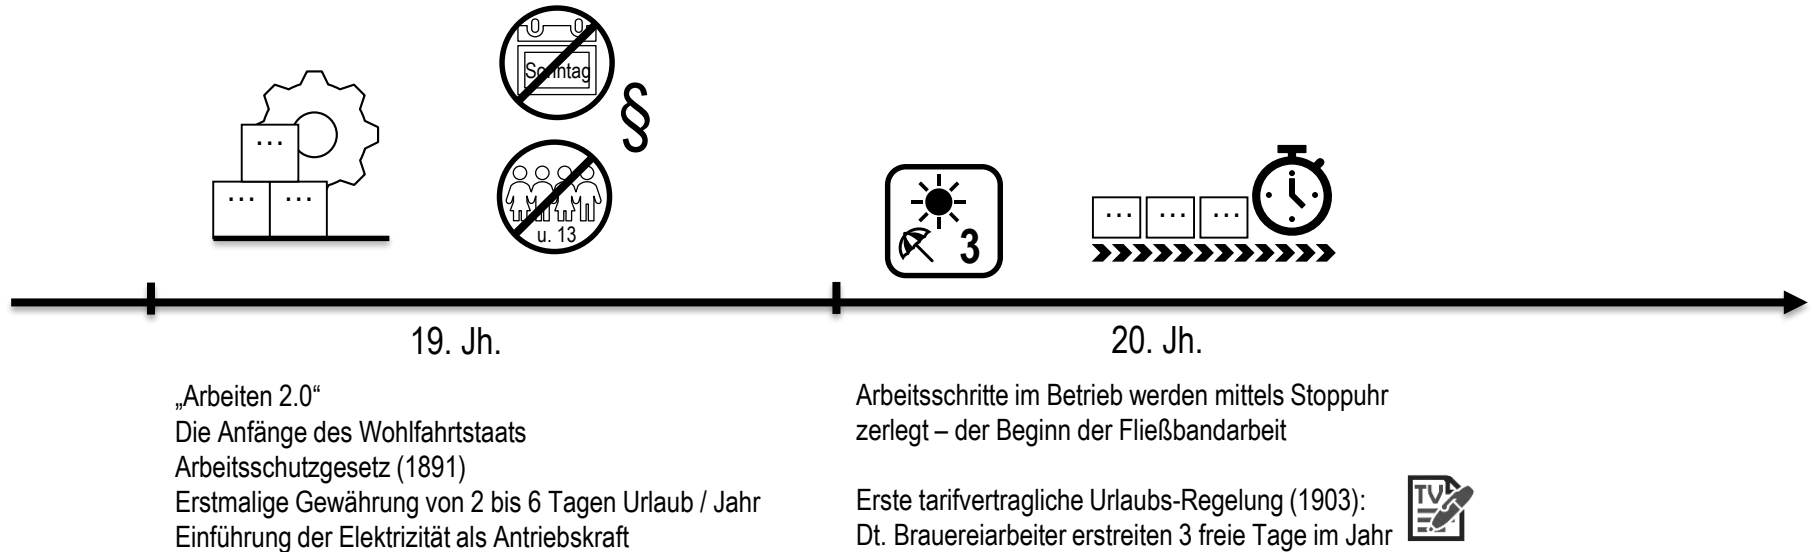 Sonntag
§
...
... ...
u. 13
3
... ... ...
19. Jh.
20. Jh.
„Arbeiten 2.0“
Die Anfänge des Wohlfahrtstaats
Arbeitsschutzgesetz (1891)
Erstmalige Gewährung von 2 bis 6 Tagen Urlaub / Jahr
Einführung der Elektrizität als Antriebskraft
Arbeitsschritte im Betrieb werden mittels Stoppuhr
zerlegt – der Beginn der Fließbandarbeit
Erste tarifvertragliche Urlaubs-Regelung (1903):
Dt. Brauereiarbeiter erstreiten 3 freie Tage im Jahr
TV